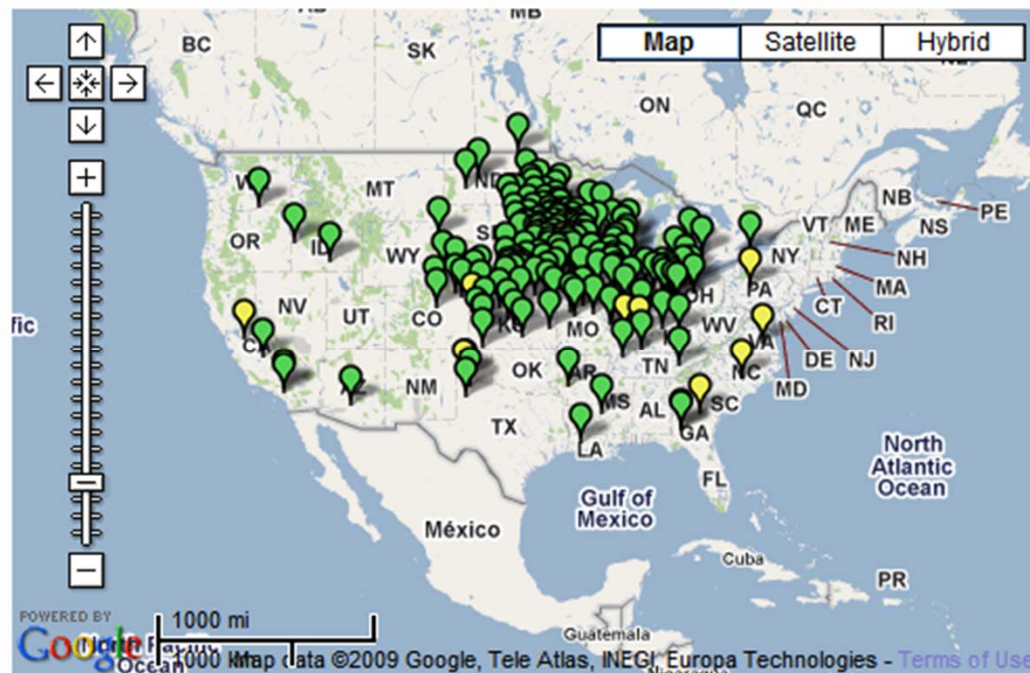 MB
BC
SK
Map
Satellite
Hybrid
ON
QC
MT
ND
NB
PE
VT
ME
NS
OR
ID
WY
NY
NH
PA
MA
NV
UT
CO
MO
OH
WV
VA
CT
RI
CA
DE
NJ
MD
NM
OK
AR
TN
NC
MS
AL
SC
TX
LA
GA
FL
North
Atlantic
Ocean
Gulf of
Mexico
México
Cuba
PR
POWERED BY
Google
1000 mi
1000 km
Ocean
Guatemala
Map data ©2009 Google, Tele Atlas, INEGI, Europa Technologies - Terms of Use
Nicaragua